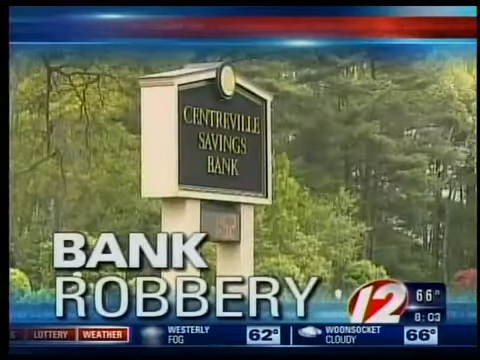 CENTREVILLE
SAVINGS
BANK
BANK
ROBBERY
12
66°
8:03
LOTTERY WEATHER
WESTERLY
FOG
62°
WOONSOCKET
CLOUDY
66°